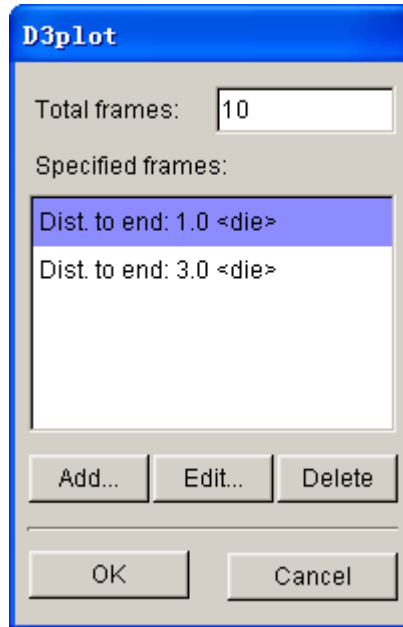 D3plot
Total frames: 10
Specified frames:
Dist. to end: 1.0 <die>
Dist. to end: 3.0 <die>
Add... Edit... Delete
OK Cancel